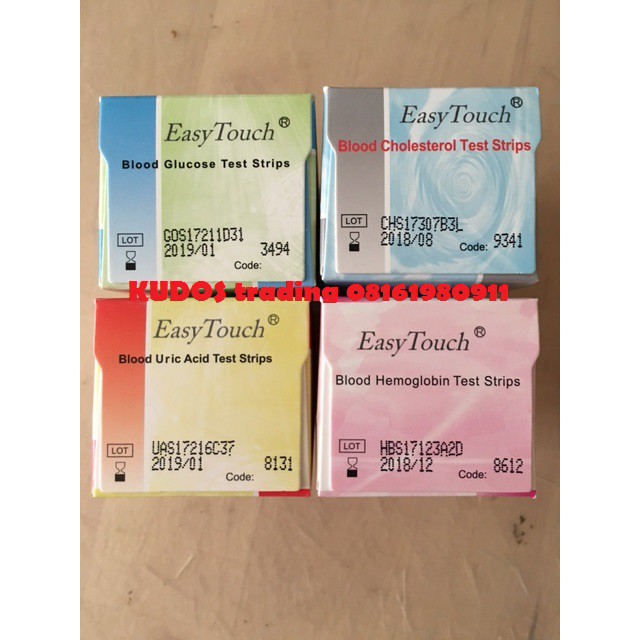 EasyTouch®
Blood Glucose Test Strips
LOT GOS17211D31
2019/01 3494
Code:
EasyTouch®
Blood Cholesterol Test Strips
LOT CHS17307B3L
2018/08 Code: 9341
KUDOS trading 08161980911
EasyTouch®
Blood Uric Acid Test Strips
LOT UAS17216C37
2019/01 Code: 8131
EasyTouch®
Blood Hemoglobin Test Strips
LOT HBS17123A2D
2018/12 Code: 8612